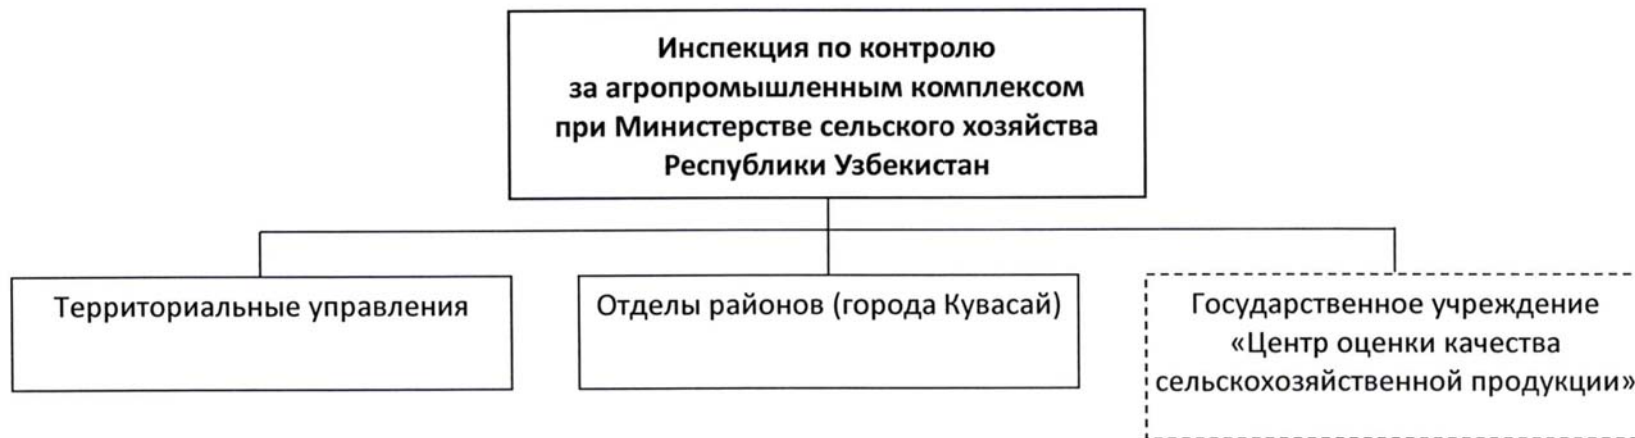 Инспекция по контролю
за агропромышленным комплексом
при Министерстве сельского хозяйства
Республики Узбекистан
Территориальные управления
Отделы районов (города Кувасай)
Государственное учреждение
«Центр оценки качества
сельскохозяйственной продукции»